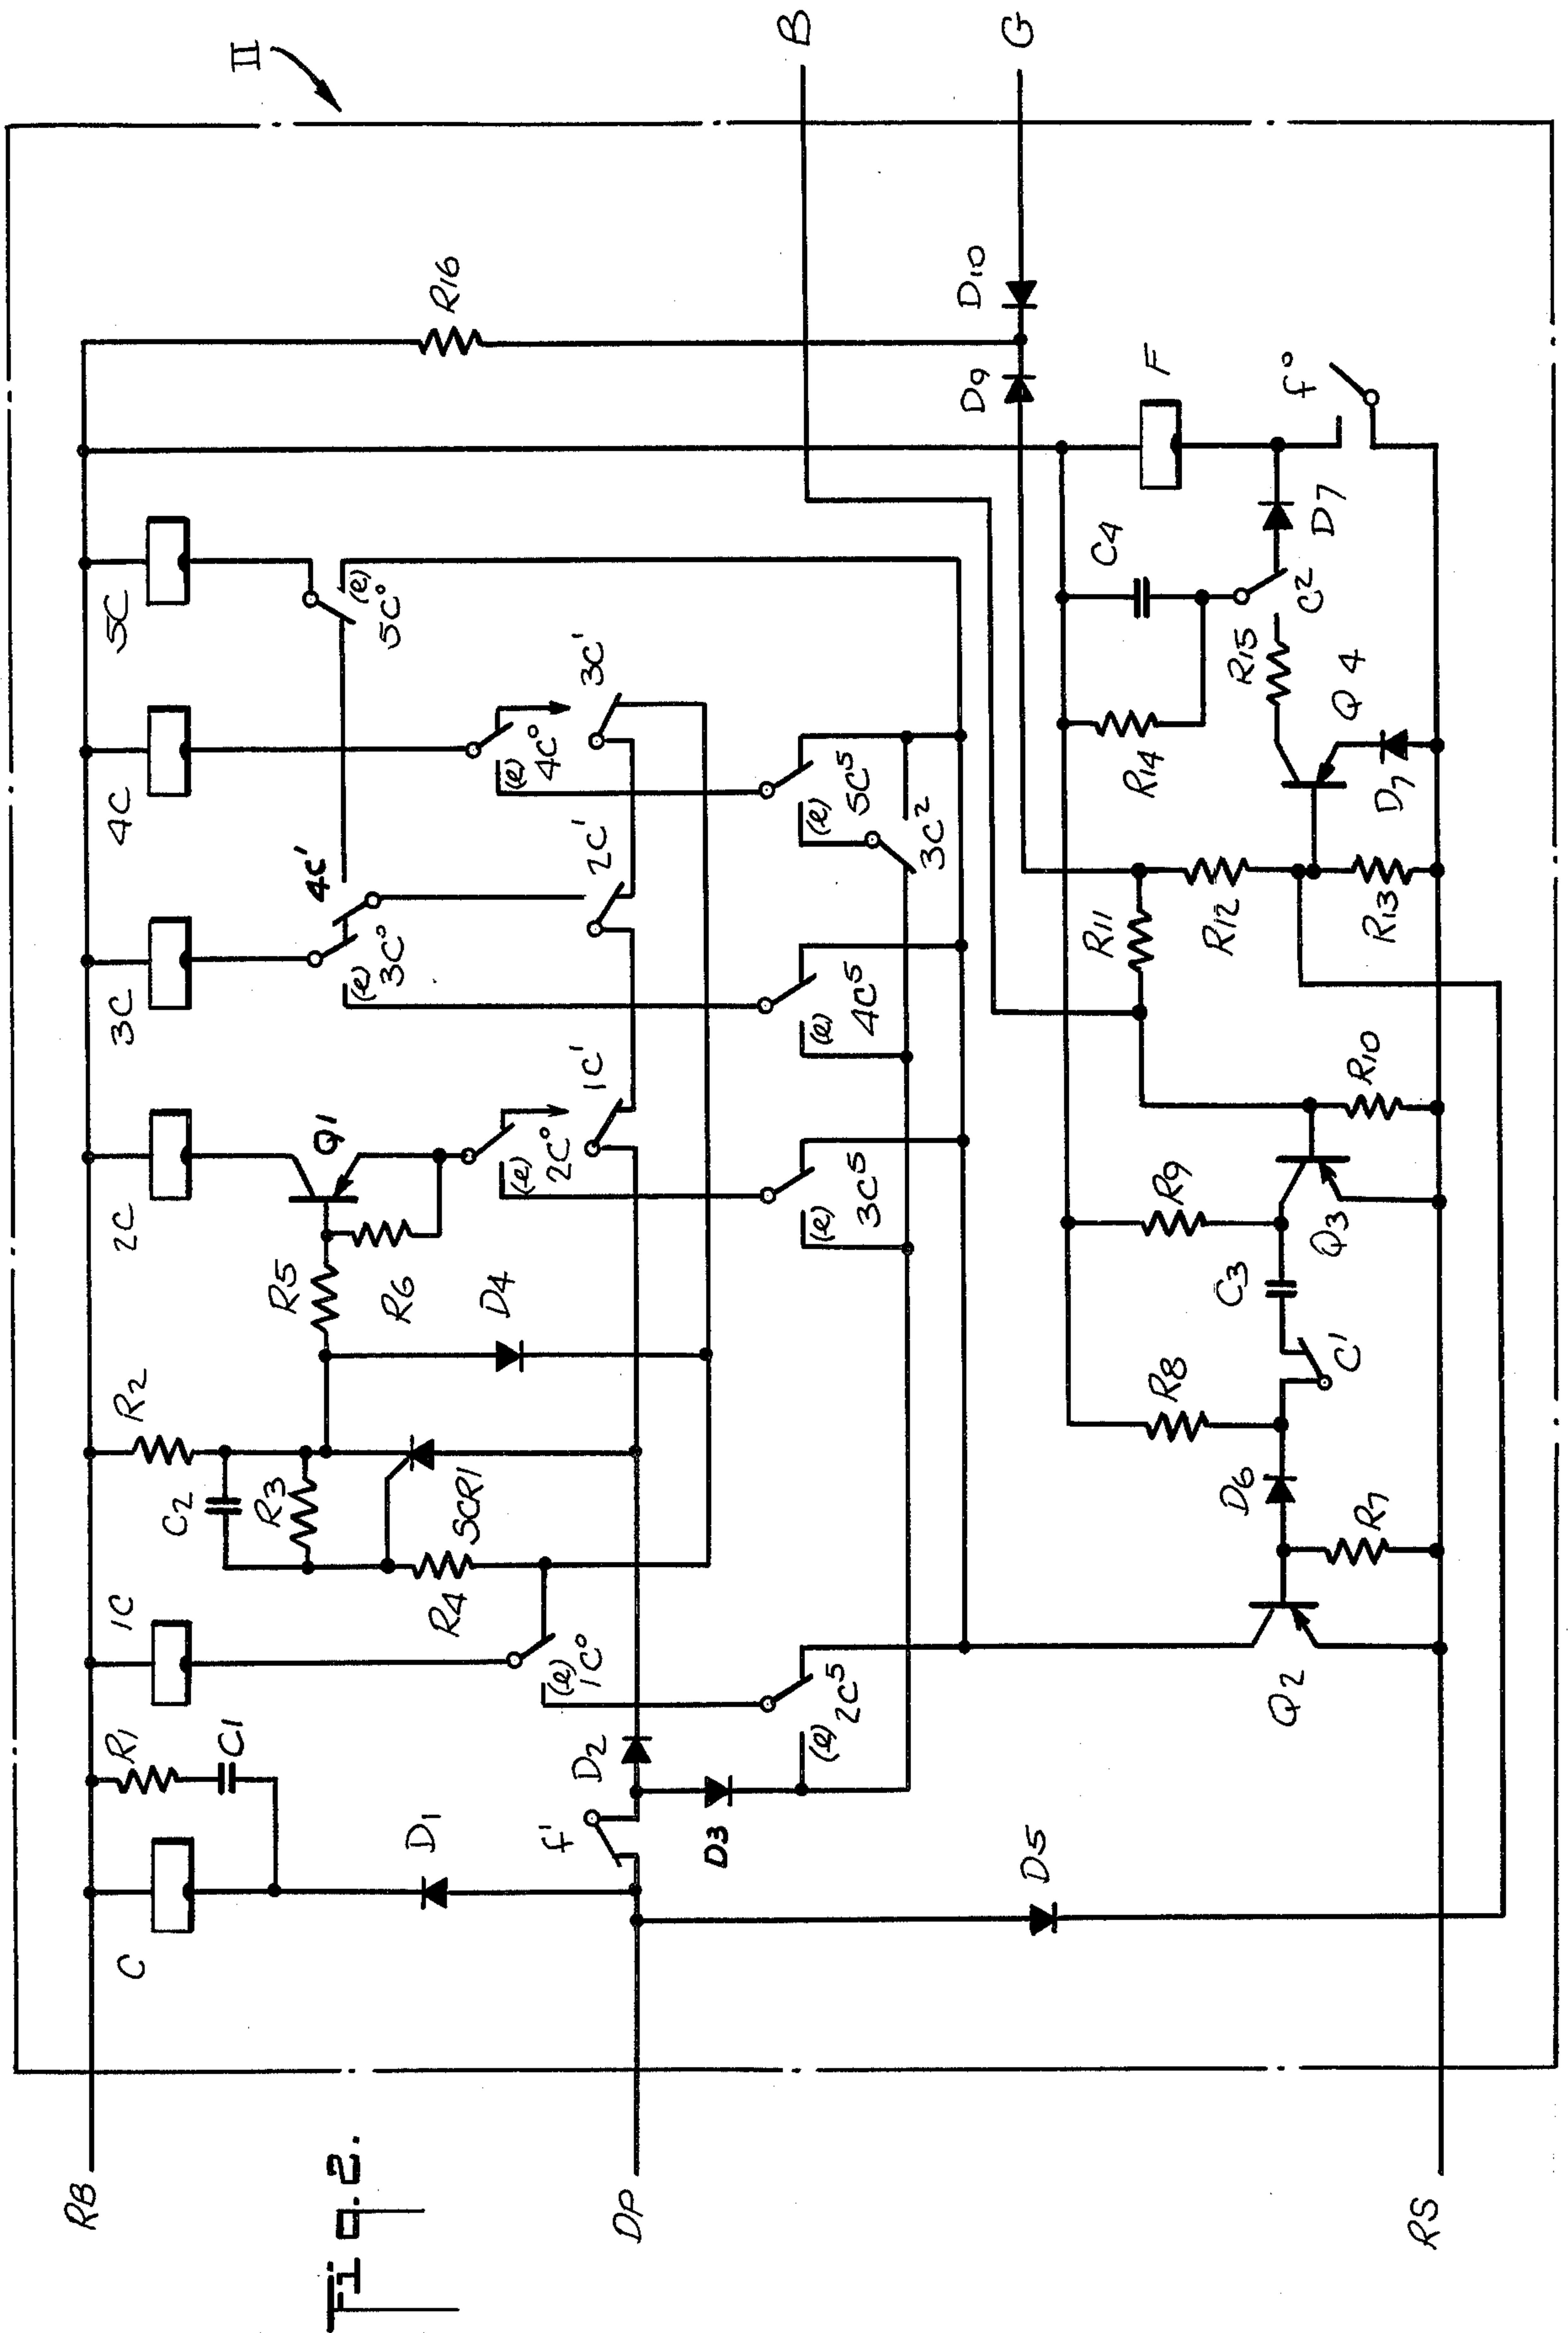 Fig. 2.
RB
DP
RS
II
B
G
C
R1
C1
1C
R2
C2
R3
R4
SCR1
R5
R6
D4
2C
Q1
3C
4C
5C
R16
D1
f'
D2
D3
D5
(e)
1C°
(e)
2C°
1C'
4C'
(e)
3C°
2C'
(e)
4C°
3C'
(e)
5C°
(e)
2C⁵
(e)
3C⁵
(e)
4C⁵
(e)
5C⁵
3C²
Q2
R7
D6
R8
C'
C3
R9
Q3
R10
R11
R12
R13
R14
C4
R15
Q4
D7
C²
D7
D9
D10
F
f°